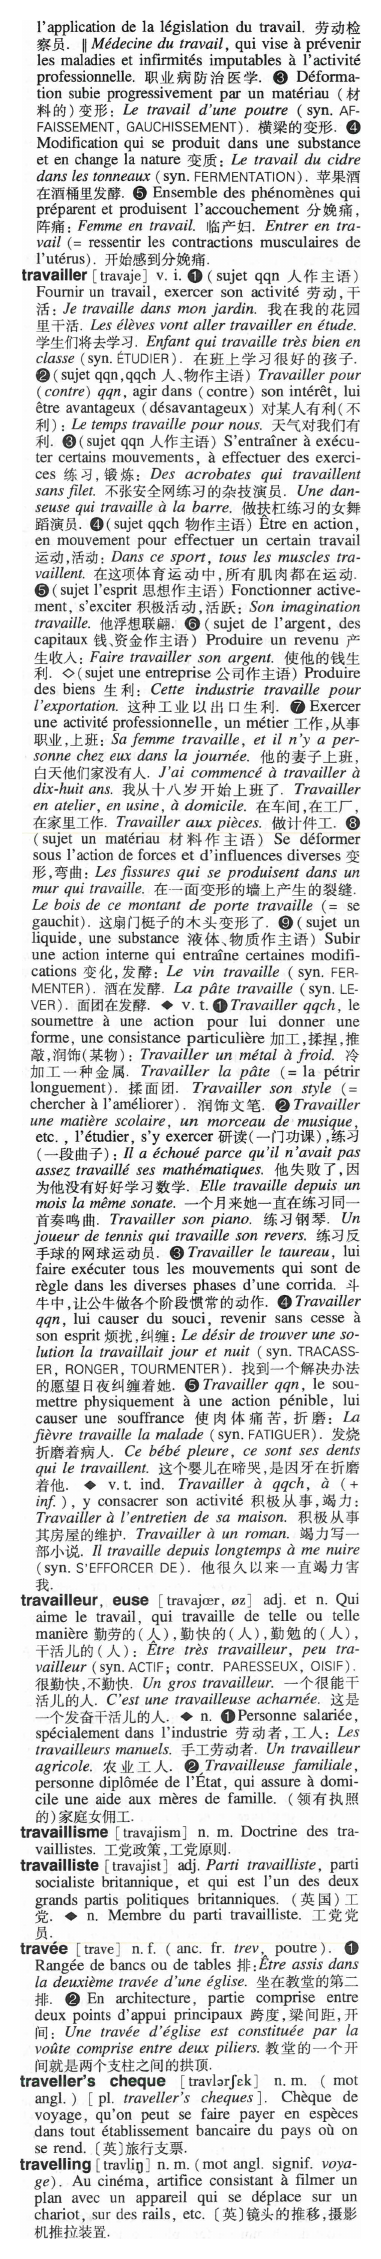 l'application de la législation du travail. 劳动检
察员. ‖ Médecine du travail, qui vise à prévenir
les maladies et infirmités imputables à l'activité
professionnelle. 职业病防治医学. ❸ Déforma-
tion subie progressivement par un matériau (材
料的)变形: Le travail d'une poutre (syn. AF-
FAISSEMENT, GAUCHISSEMENT). 横梁的变形. ❹
Modification qui se produit dans une substance
et en change la nature 变质: Le travail du cidre
dans les tonneaux (syn. FERMENTATION). 苹果酒
在酒桶里发酵. ❺ Ensemble des phénomènes qui
préparent et produisent l'accouchement 分娩痛,
阵痛: Femme en travail. 临产妇. Entrer en tra-
vail (= ressentir les contractions musculaires de
l'utérus). 开始感到分娩痛.
travailler [travaje] v. i. ❶ (sujet qqn 人作主语)
Fournir un travail, exercer son activité 劳动,干
活: Je travaille dans mon jardin. 我在我的花园
里干活. Les élèves vont aller travailler en étude.
学生们将去学习. Enfant qui travaille très bien en
classe (syn. ÉTUDIER). 在班上学习很好的孩子.
❷ (sujet qqn,qqch 人、物作主语) Travailler pour
(contre) qqn, agir dans (contre) son intérêt, lui
être avantageux (désavantageux) 对某人有利(不
利): Le temps travaille pour nous. 天气对我们有
利. ❸ (sujet qqn 人作主语) S'entraîner à exécu-
ter certains mouvements, à effectuer des exerci-
ces 练习,锻炼: Des acrobates qui travaillent
sans filet. 不张安全网练习的杂技演员. Une dan-
seuse qui travaille à la barre. 做扶杠练习的女舞
蹈演员. ❹ (sujet qqch 物作主语) Être en action,
en mouvement pour effectuer un certain travail
运动,活动: Dans ce sport, tous les muscles tra-
vaillent. 在这项体育运动中,所有肌肉都在运动.
❺ (sujet l'esprit 思想作主语) Fonctionner active-
ment, s'exciter 积极活动,活跃: Son imagination
travaille. 他浮想联翩. ❻ (sujet de l'argent, des
capitaux 钱、资金作主语) Produire un revenu 产
生收入: Faire travailler son argent. 使他的钱生
利. ◇ (sujet une entreprise 公司作主语) Produire
des biens 生利: Cette industrie travaille pour
l'exportation. 这种工业以出口生利. ❼ Exercer
une activité professionnelle, un métier 工作,从事
职业,上班: Sa femme travaille, et il n'y a per-
sonne chez eux dans la journée. 他的妻子上班,
白天他们家没有人. J'ai commencé à travailler à
dix-huit ans. 我从十八岁开始上班了. Travailler
en atelier, en usine, à domicile. 在车间,在工厂,
在家里工作. Travailler aux pièces. 做计件工. ❽
(sujet un matériau 材料作主语) Se déformer
sous l'action de forces et d'influences diverses 变
形,弯曲: Les fissures qui se produisent dans un
mur qui travaille. 在一面变形的墙上产生的裂缝.
Le bois de ce montant de porte travaille (= se
gauchit). 这扇门梃子的木头变形了. ❾ (sujet un
liquide, une substance 液体、物质作主语) Subir
une action interne qui entraîne certaines modifi-
cations 变化,发酵: Le vin travaille (syn. FER-
MENTER). 酒在发酵. La pâte travaille (syn. LE-
VER). 面团在发酵. ◆ v. t. ❶ Travailler qqch, le
soumettre à une action pour lui donner une
forme, une consistance particulière 加工,揉捏,推
敲,润饰(某物): Travailler un métal à froid. 冷
加工一种金属. Travailler la pâte (= la pétrir
longuement). 揉面团. Travailler son style (=
chercher à l'améliorer). 润饰文笔. ❷ Travailler
une matière scolaire, un morceau de musique,
etc., l'étudier, s'y exercer 研读(一门功课),练习
(一段曲子): Il a échoué parce qu'il n'avait pas
assez travaillé ses mathématiques. 他失败了,因
为他没有好好学习数学. Elle travaille depuis un
mois la même sonate. 一个月来她一直在练习同一
首奏鸣曲. Travailler son piano. 练习钢琴. Un
joueur de tennis qui travaille son revers. 练习反
手球的网球运动员. ❸ Travailler le taureau, lui
faire exécuter tous les mouvements qui sont de
règle dans les diverses phases d'une corrida. 斗
牛中,让公牛做各个阶段惯常的动作. ❹ Travailler
qqn, lui causer du souci, revenir sans cesse à
son esprit 烦扰,纠缠: Le désir de trouver une so-
lution la travaillait jour et nuit (syn. TRACASS-
ER, RONGER, TOURMENTER). 找到一个解决办法
的愿望日夜纠缠着她. ❺ Travailler qqn, le sou-
mettre physiquement à une action pénible, lui
causer une souffrance 使肉体痛苦,折磨: La
fièvre travaille la malade (syn. FATIGUER). 发烧
折磨着病人. Ce bébé pleure, ce sont ses dents
qui le travaillent. 这个婴儿在啼哭,是因牙在折磨
着他. ◆ v. t. ind. Travailler à qqch, à (+
inf.), y consacrer son activité 积极从事,竭力:
Travailler à l'entretien de sa maison. 积极从事
其房屋的维护. Travailler à un roman. 竭力写一
部小说. Il travaille depuis longtemps à me nuire
(syn. S'EFFORCER DE). 他很久以来一直竭力害
我.
travailleur, euse [travajœr, øz] adj. et n. Qui
aime le travail, qui travaille de telle ou telle
manière 勤劳的(人),勤快的(人),勤勉的(人),
干活儿的(人): Être très travailleur, peu tra-
vailleur (syn. ACTIF; contr. PARESSEUX, OISIF).
很勤快,不勤快. Un gros travailleur. 一个很能干
活儿的人. C'est une travailleuse acharnée. 这是
一个发奋干活儿的人. ◆ n. ❶ Personne salariée,
spécialement dans l'industrie 劳动者,工人: Les
travailleurs manuels. 手工劳动者. Un travailleur
agricole. 农业工人. ❷ Travailleuse familiale,
personne diplômée de l'État, qui assure à domi-
cile une aide aux mères de famille. (领有执照
的)家庭女佣工.
travaillisme [travajism] n. m. Doctrine des tra-
vaillistes. 工党政策,工党原则.
travailliste [travajist] adj. Parti travailliste, parti
socialiste britannique, et qui est l'un des deux
grands partis politiques britanniques. (英国)工
党. ◆ n. Membre du parti travailliste. 工党党
员.
travée [trave] n. f. (anc. fr. trev, poutre). ❶
Rangée de bancs ou de tables 排:Être assis dans
la deuxième travée d'une église. 坐在教堂的第二
排. ❷ En architecture, partie comprise entre
deux points d'appui principaux 跨度,梁间距,开
间: Une travée d'église est constituée par la
voûte comprise entre deux piliers. 教堂的一个开
间就是两个支柱之间的拱顶.
traveller's cheque [travlərʃɛk] n. m. (mot
angl.) [pl. traveller's cheques]. Chèque de
voyage, qu'on peut se faire payer en espèces
dans tout établissement bancaire du pays où on
se rend. 〔英〕旅行支票.
travelling [travliŋ] n. m. (mot angl. signif. voya-
ge). Au cinéma, artifice consistant à filmer un
plan avec un appareil qui se déplace sur un
chariot, sur des rails, etc. 〔英〕镜头的推移,摄影
机推拉装置.